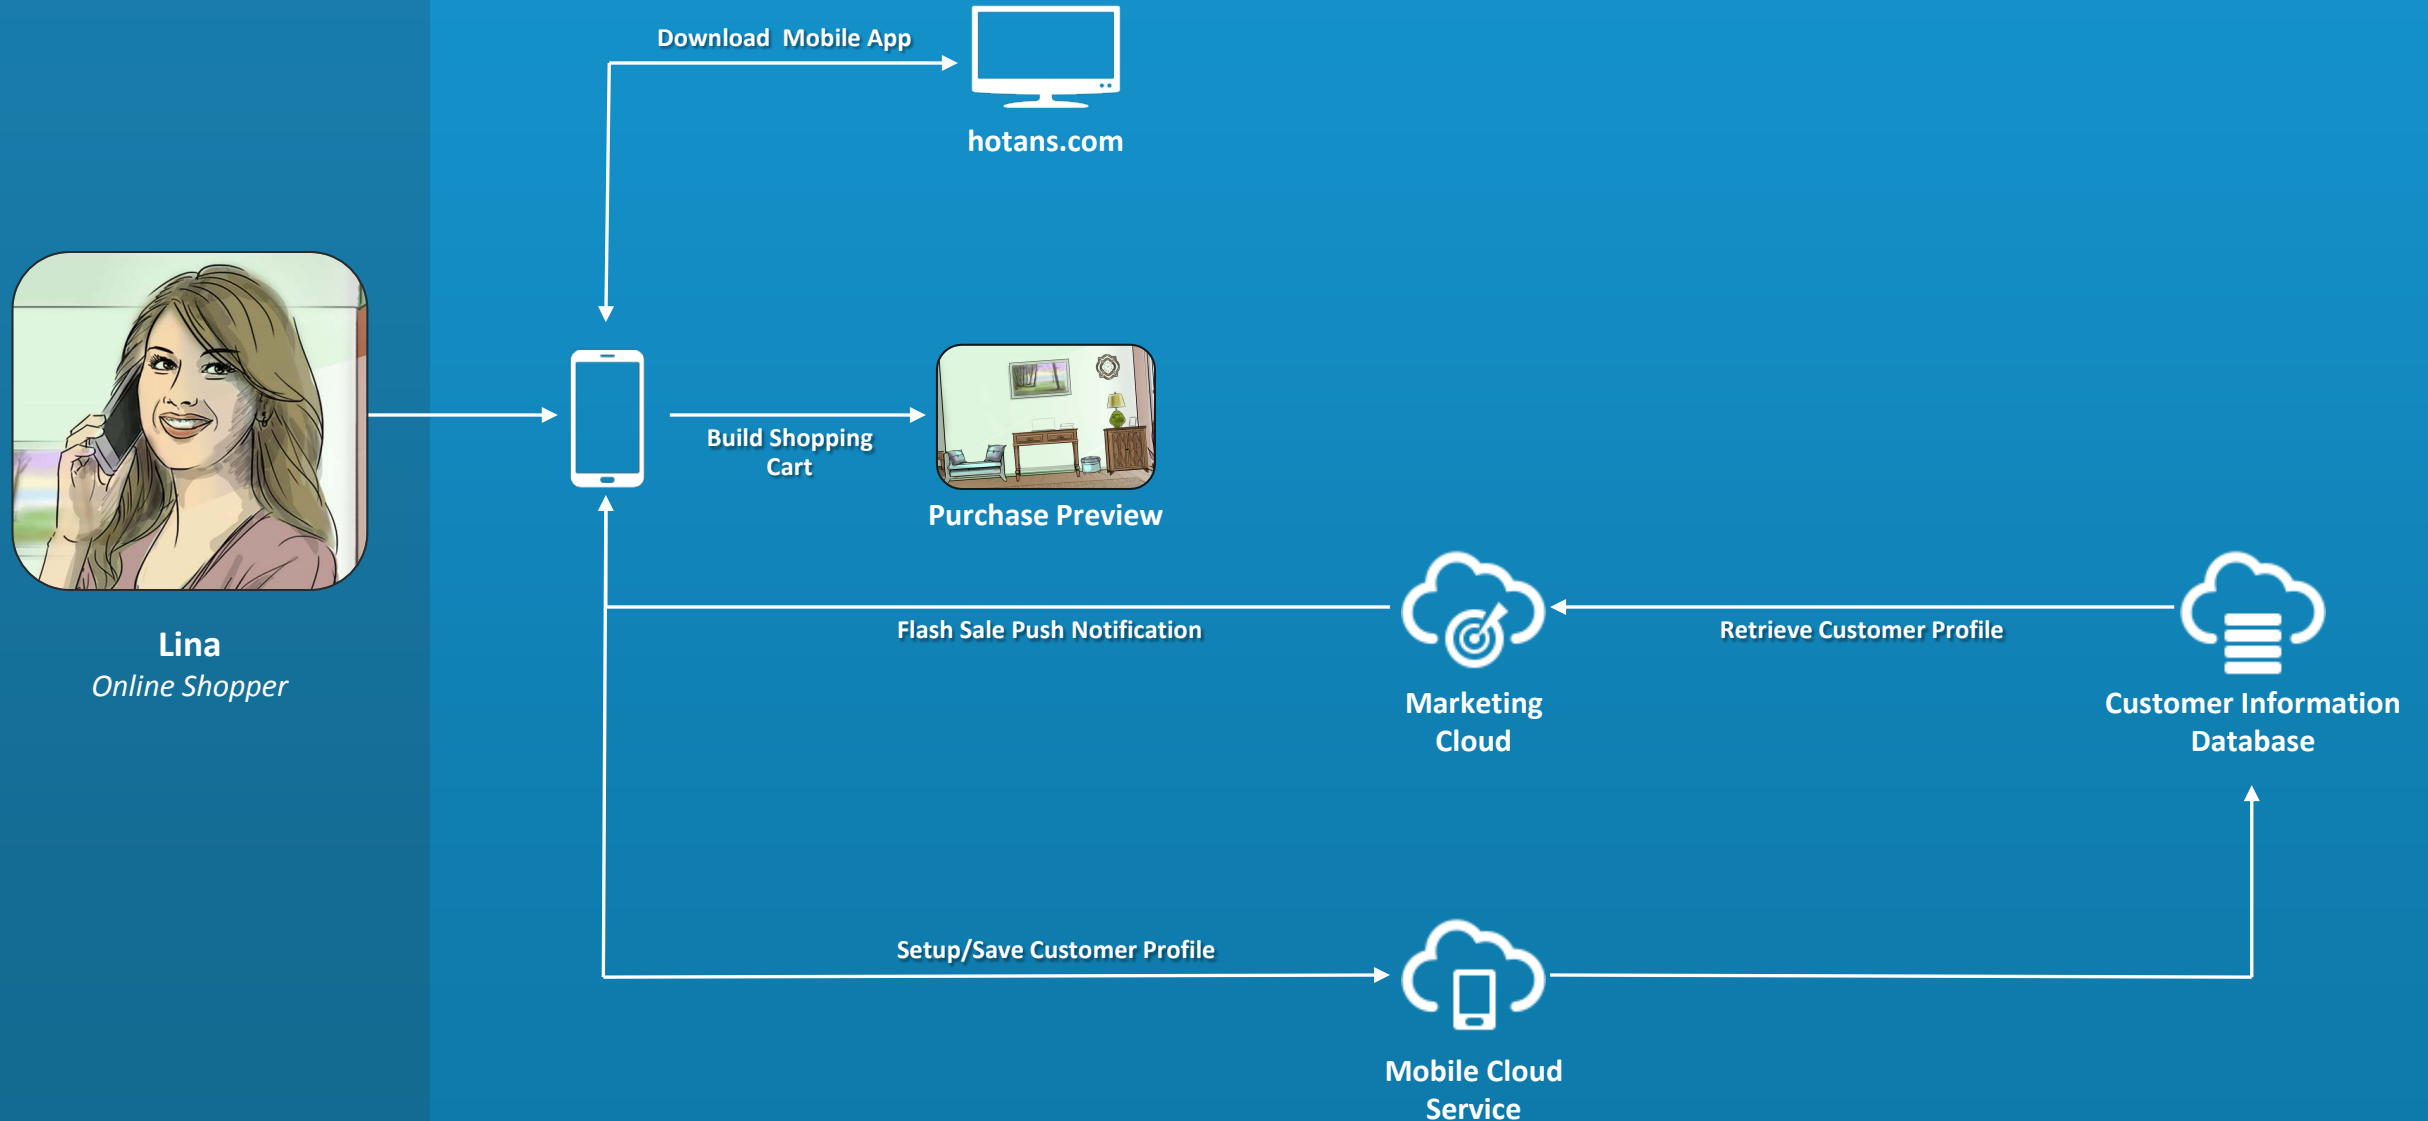 Download  Mobile App
hotans.com
Build Shopping
Cart
Purchase Preview
Lina
Online Shopper
Flash Sale Push Notification
Retrieve Customer Profile
Marketing
Cloud
Customer Information
Database
Setup/Save Customer Profile
Mobile Cloud
Service